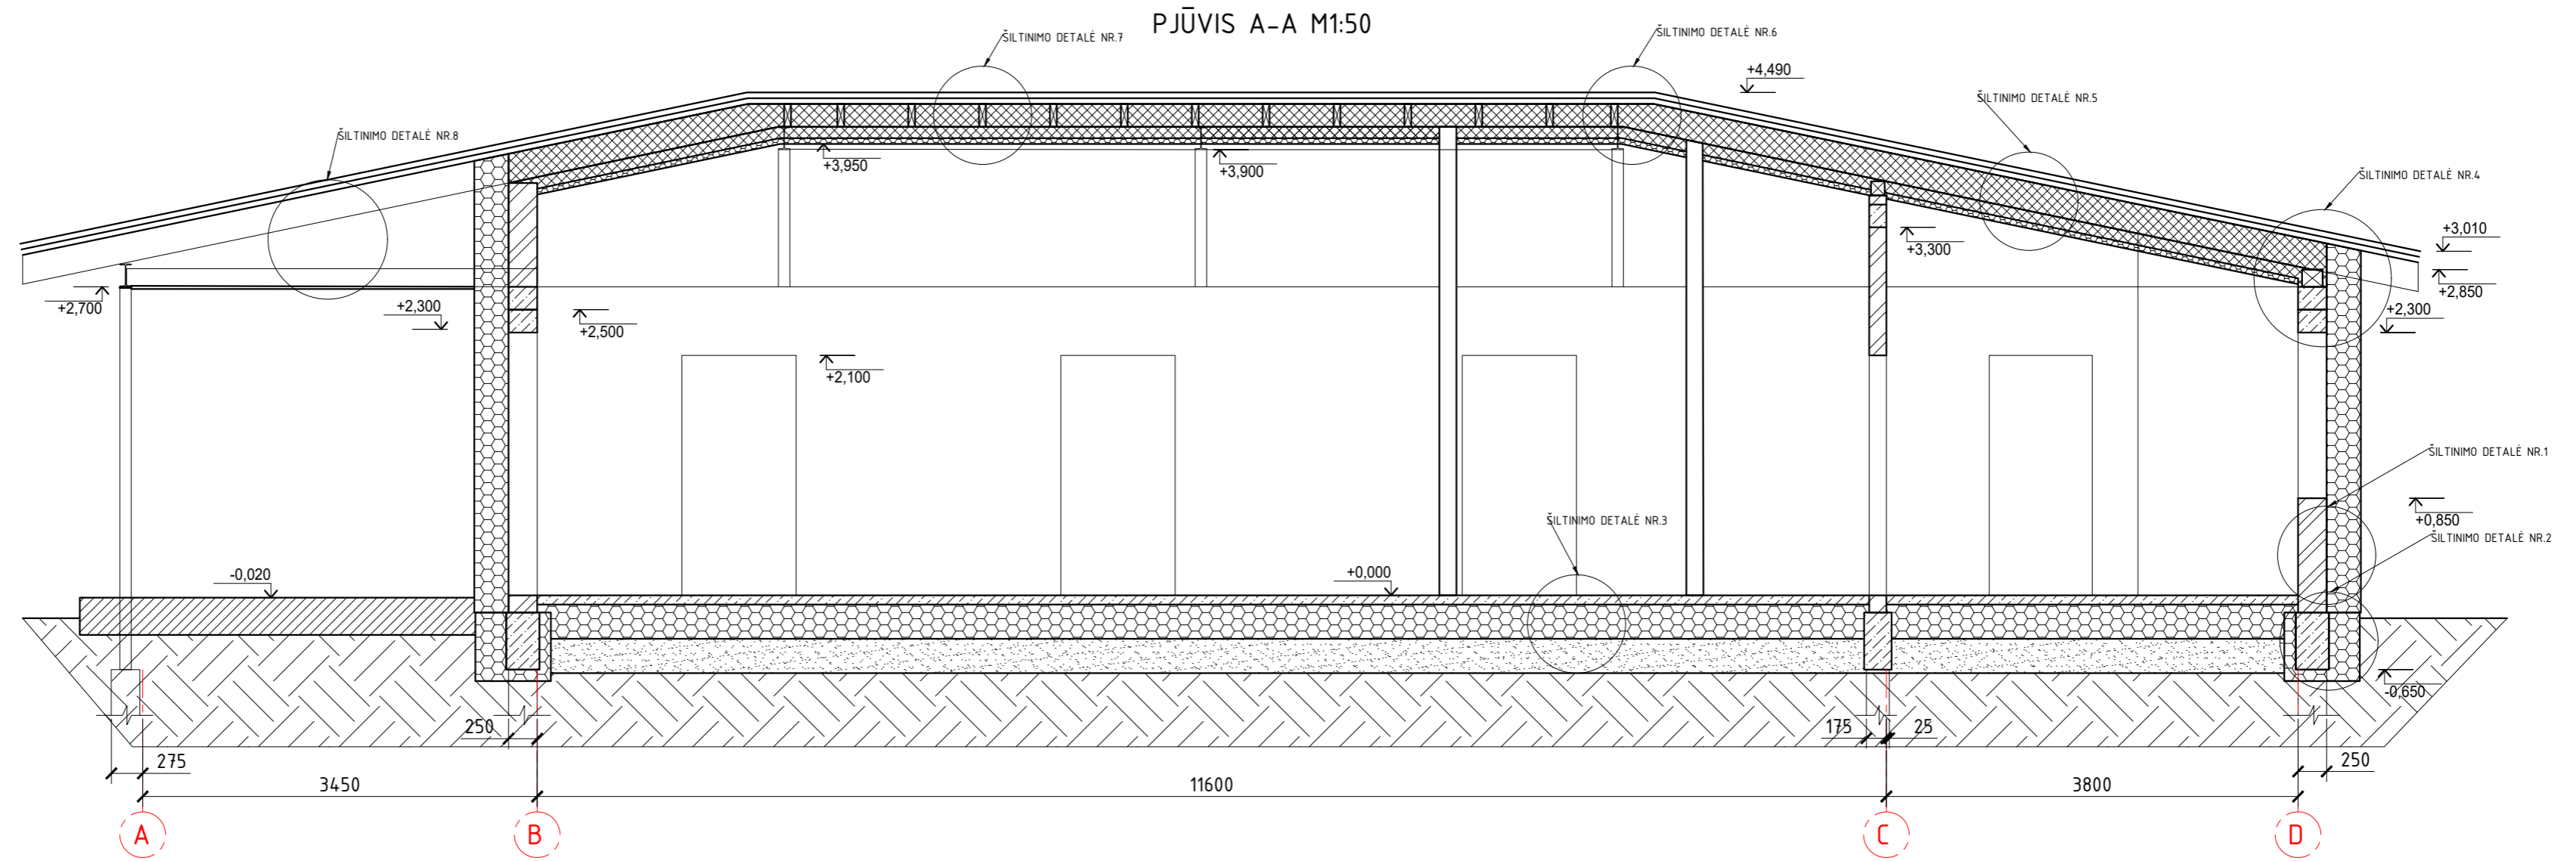 PJŪVIS A-A M1:50
ŠILTINIMO DETALĖ NR.7
ŠILTINIMO DETALĖ NR.6
+4,490
ŠILTINIMO DETALĖ NR.5
ŠILTINIMO DETALĖ NR.8
+3,950
+3,900
ŠILTINIMO DETALĖ NR.4
+3,010
+3,300
+2,850
+2,700
+2,300
+2,500
+2,300
+2,100
ŠILTINIMO DETALĖ NR.1
ŠILTINIMO DETALĖ NR.3
+0,850
ŠILTINIMO DETALĖ NR.2
-0,020
+0,000
-0,650
250
175
25
275
250
3450
11600
3800
A
B
C
D